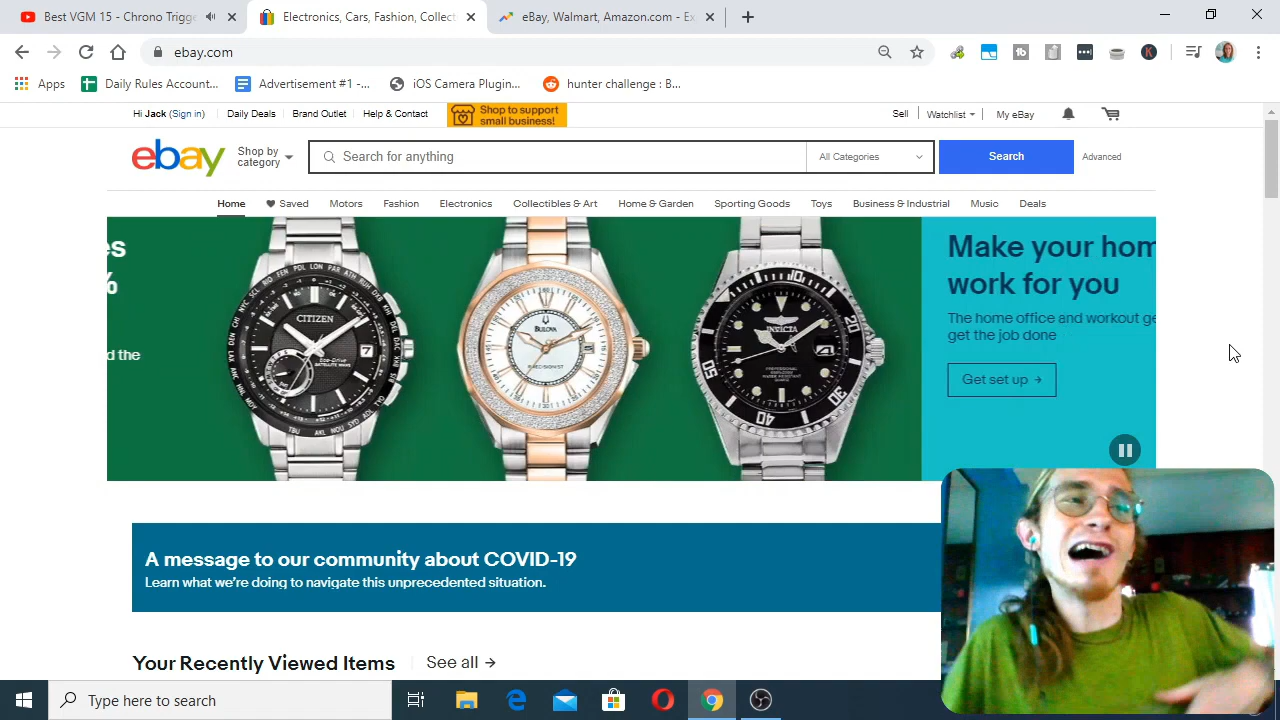 Best VGM 15 - Chrono Trigge
Electronics, Cars, Fashion, Collect
eBay, Walmart, Amazon.com - Ex
ebay.com
Apps
Daily Rules Account...
Advertisement #1 -...
iOS Camera Plugin...
hunter challenge : B...
Hi Jack (Sign in)
Daily Deals
Brand Outlet
Help & Contact
Shop to support
small business!
Sell
Watchlist
My eBay
ebay
Shop by
category
Search for anything
All Categories
Search
Advanced
Home
Saved
Motors
Fashion
Electronics
Collectibles & Art
Home & Garden
Sporting Goods
Toys
Business & Industrial
Music
Deals
es
%
d the
CITIZEN
Eco-Drive
BULOVA
PRECISIONIST
INVICTA
Make your hom
work for you
The home office and workout ge
get the job done
Get set up →
A message to our community about COVID-19
Learn what we're doing to navigate this unprecedented situation.
Your Recently Viewed Items
See all →
Type here to search